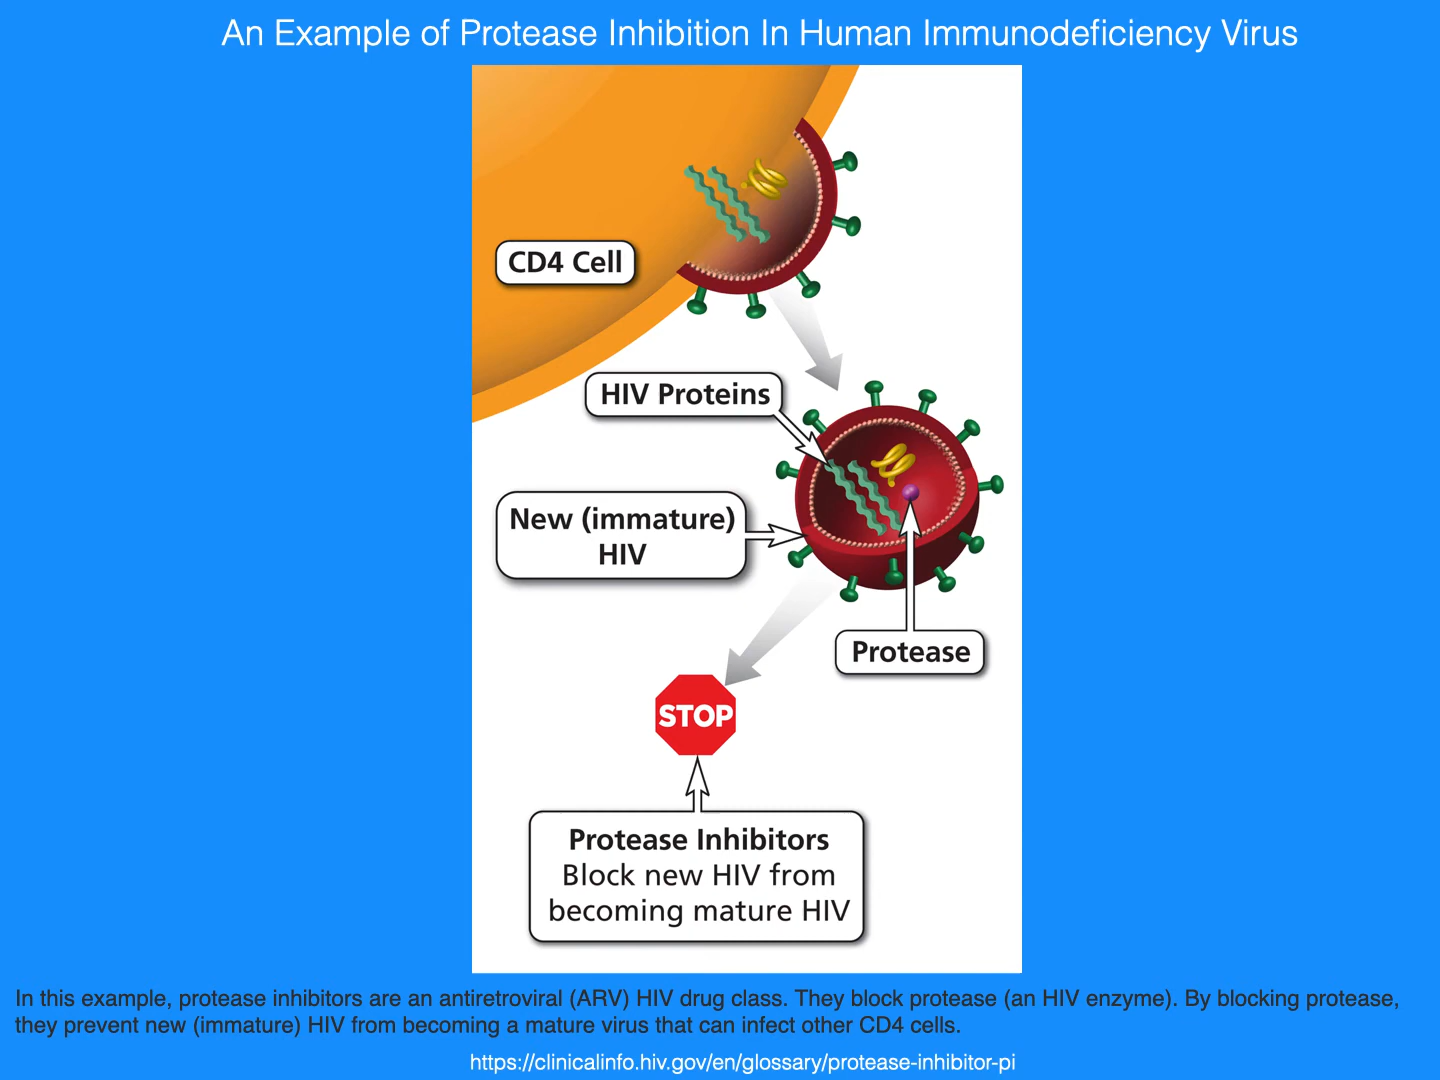 An Example of Protease Inhibition In Human Immunodeficiency Virus
CD4 Cell
HIV Proteins
New (immature)
HIV
Protease
STOP
Protease Inhibitors
Block new HIV from
becoming mature HIV
In this example, protease inhibitors are an antiretroviral (ARV) HIV drug class. They block protease (an HIV enzyme). By blocking protease,
they prevent new (immature) HIV from becoming a mature virus that can infect other CD4 cells.
https://clinicalinfo.hiv.gov/en/glossary/protease-inhibitor-pi